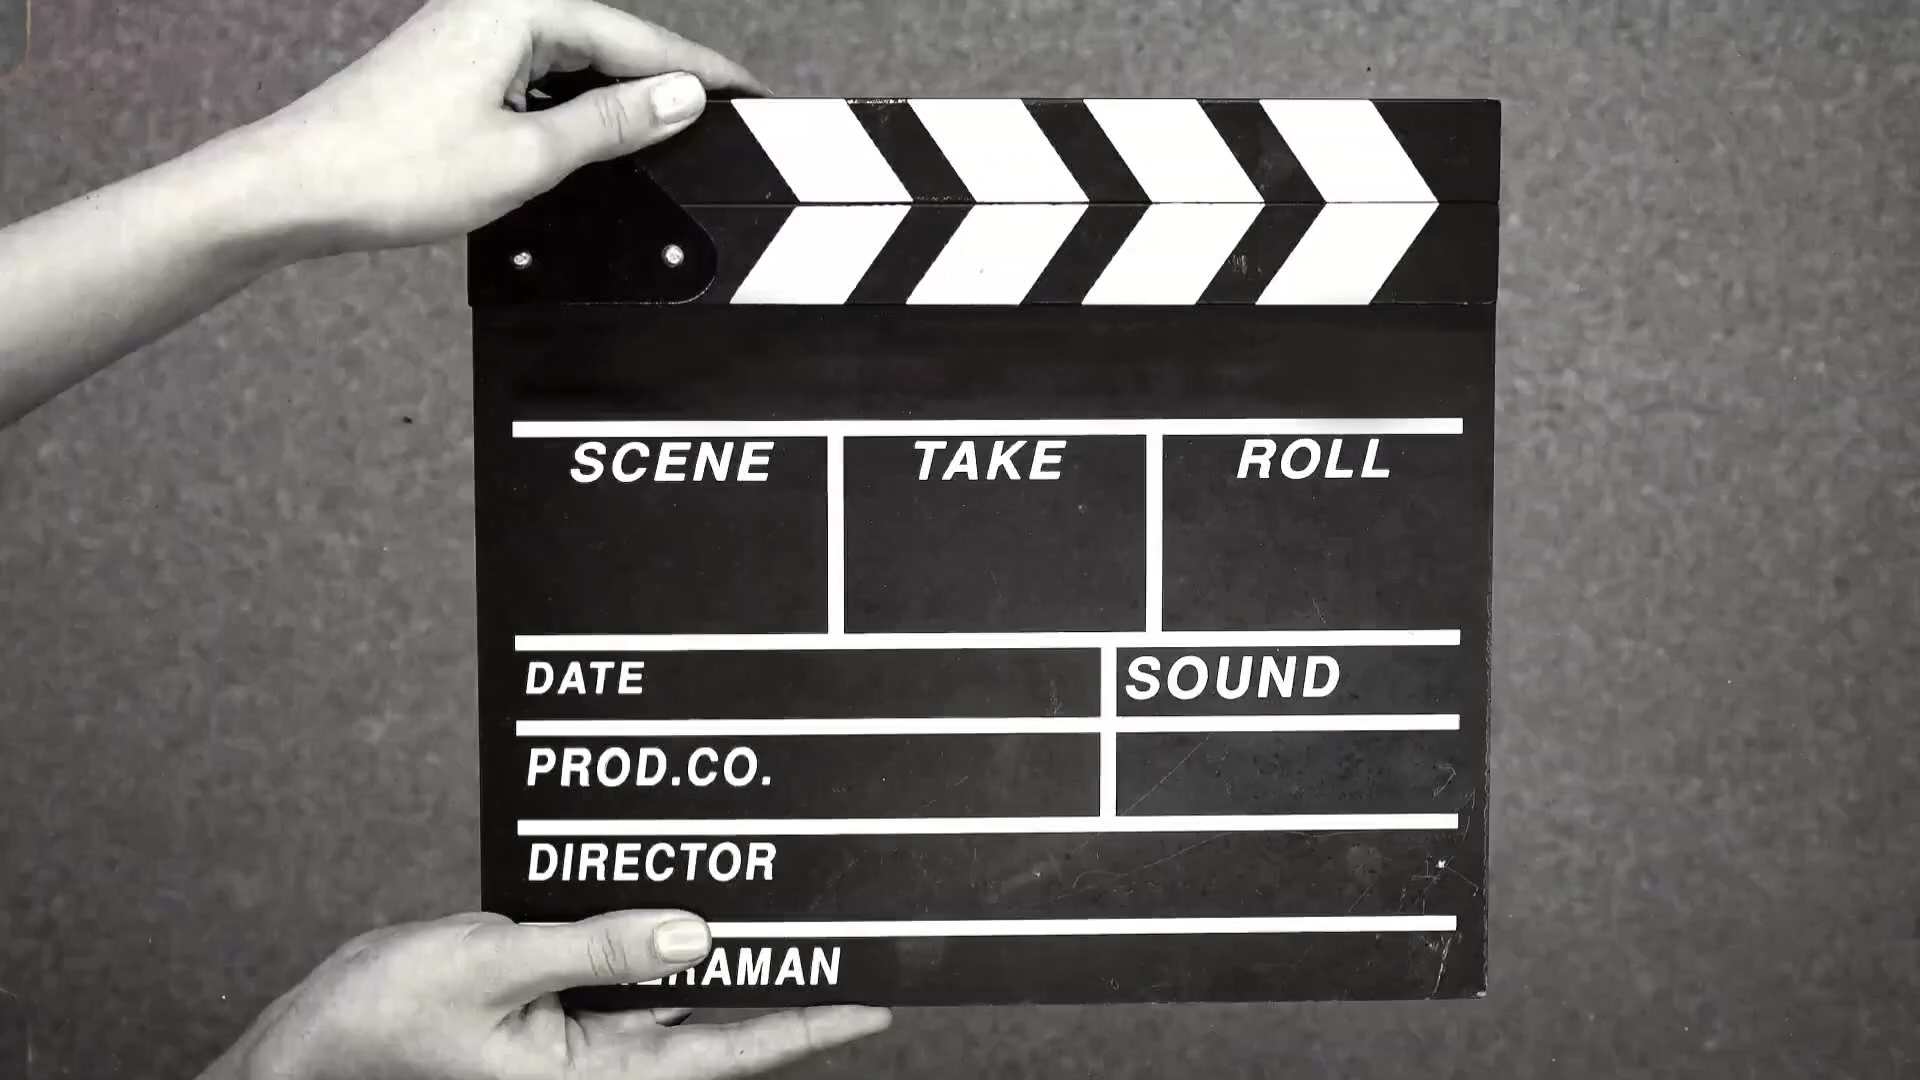 SCENE TAKE ROLL
DATE SOUND
PROD.CO.
DIRECTOR